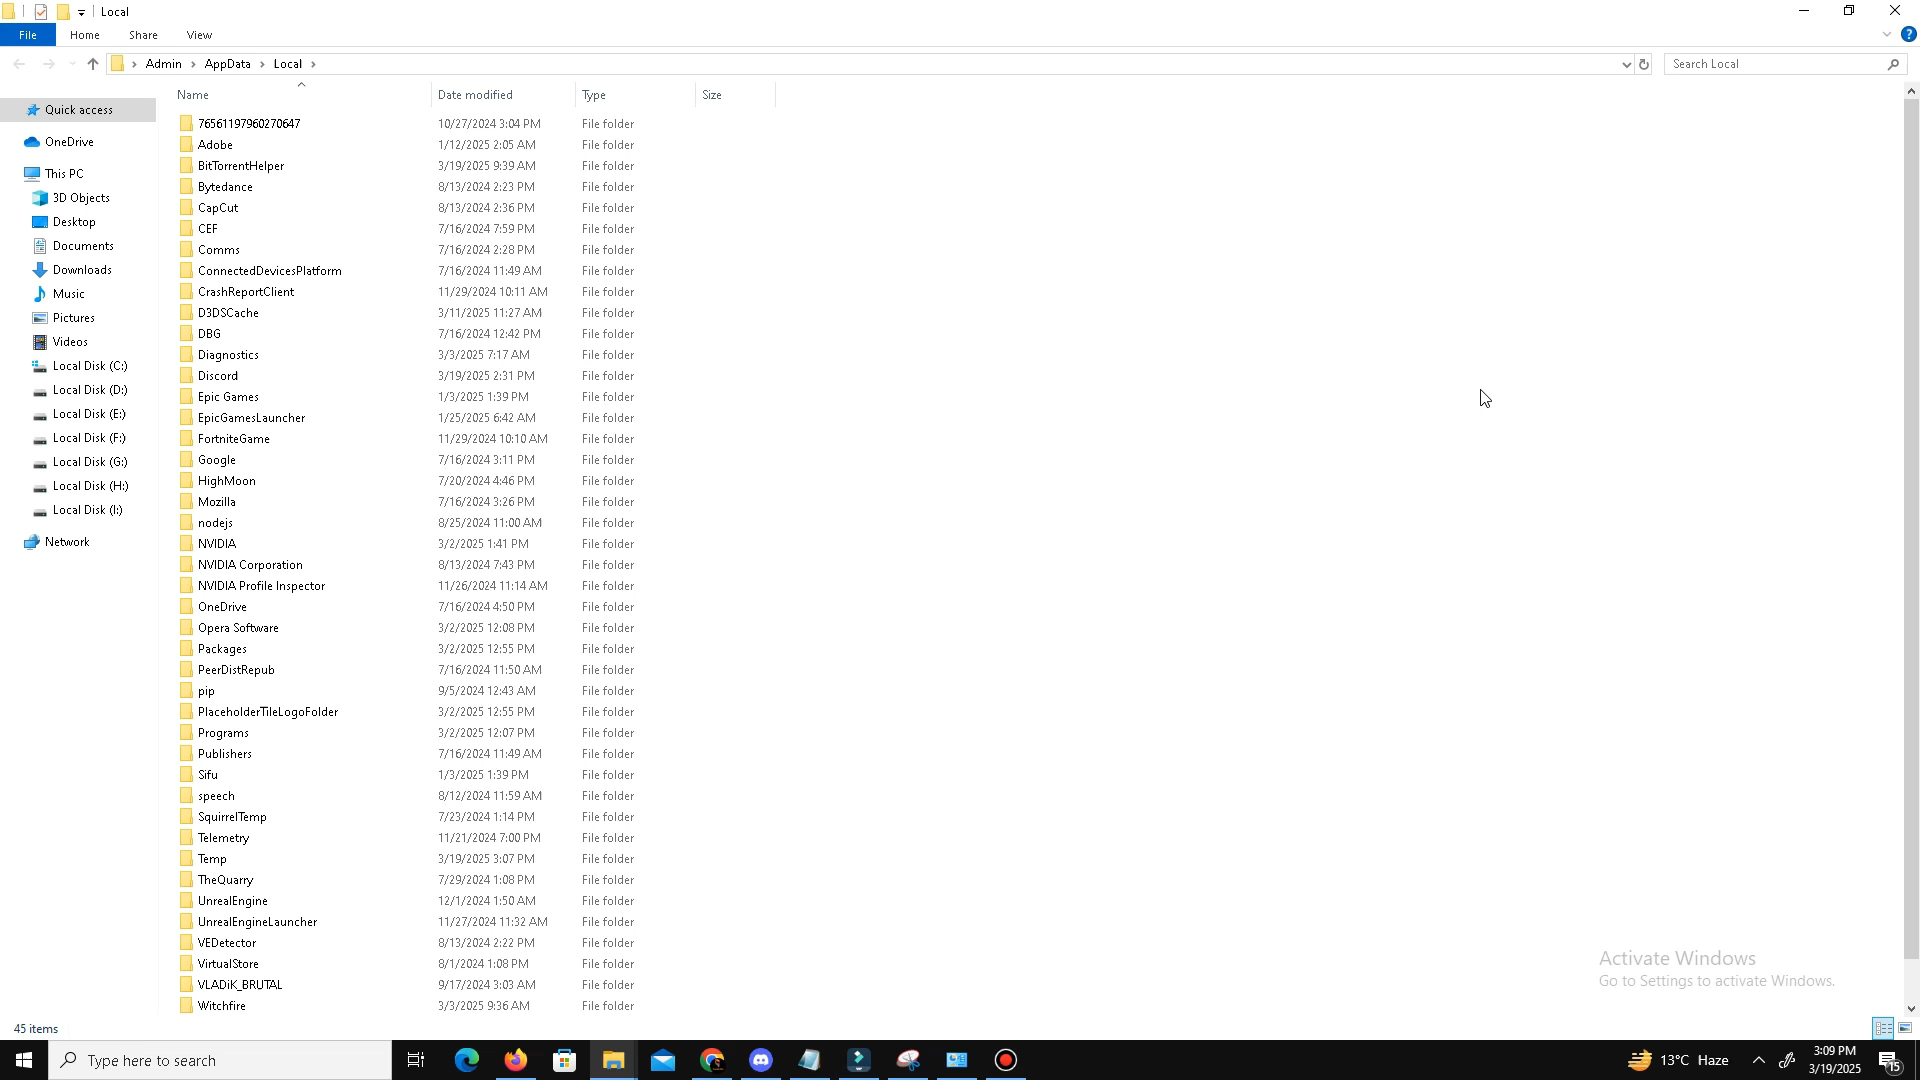 Local
File Home Share View
Admin AppData Local
Search Local
Name Date modified Type Size
Quick access
OneDrive
This PC
3D Objects
Desktop
Documents
Downloads
Music
Pictures
Videos
Local Disk (C:)
Local Disk (D:)
Local Disk (E:)
Local Disk (F:)
Local Disk (G:)
Local Disk (H:)
Local Disk (I:)
Network
76561197960270647 10/27/2024 3:04 PM File folder
Adobe 1/12/2025 2:05 AM File folder
BitTorrentHelper 3/19/2025 9:39 AM File folder
Bytedance 8/13/2024 2:23 PM File folder
CapCut 8/13/2024 2:36 PM File folder
CEF 7/16/2024 7:59 PM File folder
Comms 7/16/2024 2:28 PM File folder
ConnectedDevicesPlatform 7/16/2024 11:49 AM File folder
CrashReportClient 11/29/2024 10:11 AM File folder
D3DSCache 3/11/2025 11:27 AM File folder
DBG 7/16/2024 12:42 PM File folder
Diagnostics 3/3/2025 7:17 AM File folder
Discord 3/19/2025 2:31 PM File folder
Epic Games 1/3/2025 1:39 PM File folder
EpicGamesLauncher 1/25/2025 6:42 AM File folder
FortniteGame 11/29/2024 10:10 AM File folder
Google 7/16/2024 3:11 PM File folder
HighMoon 7/20/2024 4:46 PM File folder
Mozilla 7/16/2024 3:26 PM File folder
nodejs 8/25/2024 11:00 AM File folder
NVIDIA 3/2/2025 1:41 PM File folder
NVIDIA Corporation 8/13/2024 7:43 PM File folder
NVIDIA Profile Inspector 11/26/2024 11:14 AM File folder
OneDrive 7/16/2024 4:50 PM File folder
Opera Software 3/2/2025 12:08 PM File folder
Packages 3/2/2025 12:55 PM File folder
PeerDistRepub 7/16/2024 11:50 AM File folder
pip 9/5/2024 12:43 AM File folder
PlaceholderTileLogoFolder 3/2/2025 12:55 PM File folder
Programs 3/2/2025 12:07 PM File folder
Publishers 7/16/2024 11:49 AM File folder
Sifu 1/3/2025 1:39 PM File folder
speech 8/12/2024 11:59 AM File folder
SquirrelTemp 7/23/2024 1:14 PM File folder
Telemetry 11/21/2024 7:00 PM File folder
Temp 3/19/2025 3:07 PM File folder
TheQuarry 7/29/2024 1:08 PM File folder
UnrealEngine 12/1/2024 1:50 AM File folder
UnrealEngineLauncher 11/27/2024 11:32 AM File folder
VEDetector 8/13/2024 2:22 PM File folder
VirtualStore 8/1/2024 1:08 PM File folder
VLADiK_BRUTAL 9/17/2024 3:03 AM File folder
Witchfire 3/3/2025 9:36 AM File folder
Activate Windows
Go to Settings to activate Windows.
45 items
Type here to search
13°C Haze
3:09 PM
3/19/2025
15